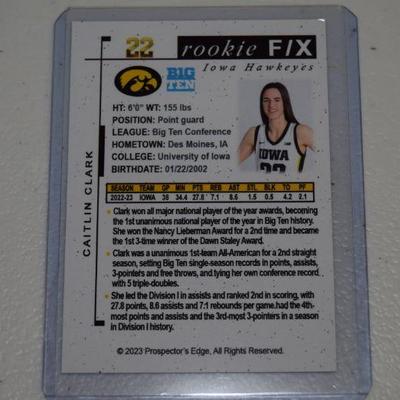 22 rookie F/X
Iowa Hawkeyes
BIG
TEN
HT: 6'0" WT: 155 lbs
POSITION: Point guard
LEAGUE: Big Ten Conference
HOMETOWN: Des Moines, IA
COLLEGE: University of Iowa
BIRTHDATE: 01/22/2002
IOWA
22
CAITLIN CLARK
SEASON TEAM GP MIN PTS REB AST STL BLK TO PF
2022-23 IOWA 38 34.4 27.8 7.1 8.6 1.5 0.5 4.2 2.1
• Clark won all major national player of the year awards, becoming
the 1st unanimous national player of the year in Big Ten history.
She won the Nancy Lieberman Award for a 2nd time and became
the 1st 3-time winner of the Dawn Staley Award.
• Clark was a unanimous 1st-team All-American for a 2nd straight
season, setting Big Ten single-season records in points, assists,
3-pointers and free throws, and tying her own conference record
with 5 triple-doubles.
• She led the Division I in assists and ranked 2nd in scoring, with
27.8 points, 8.6 assists and 7.1 rebounds per game.had the 4th-
most points and assists and the 3rd-most 3-pointers in a season
in Division I history.
© 2023 Prospector's Edge, All Rights Reserved.